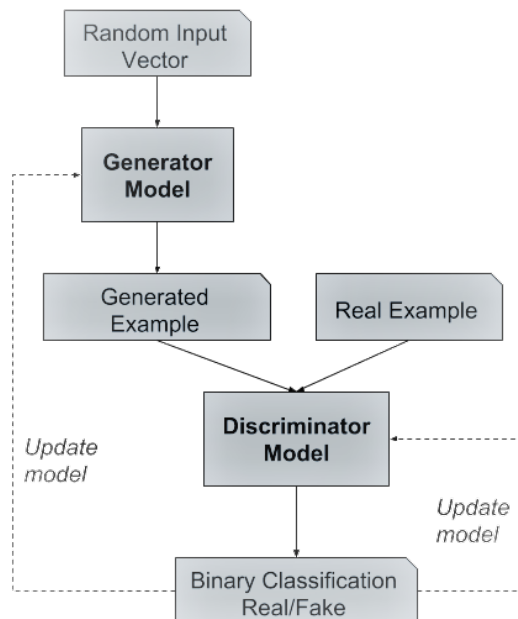 Random Input
Vector
Generator
Model
Generated
Example
Real Example
Discriminator
Model
Update
model
Update
model
Binary Classification
Real/Fake